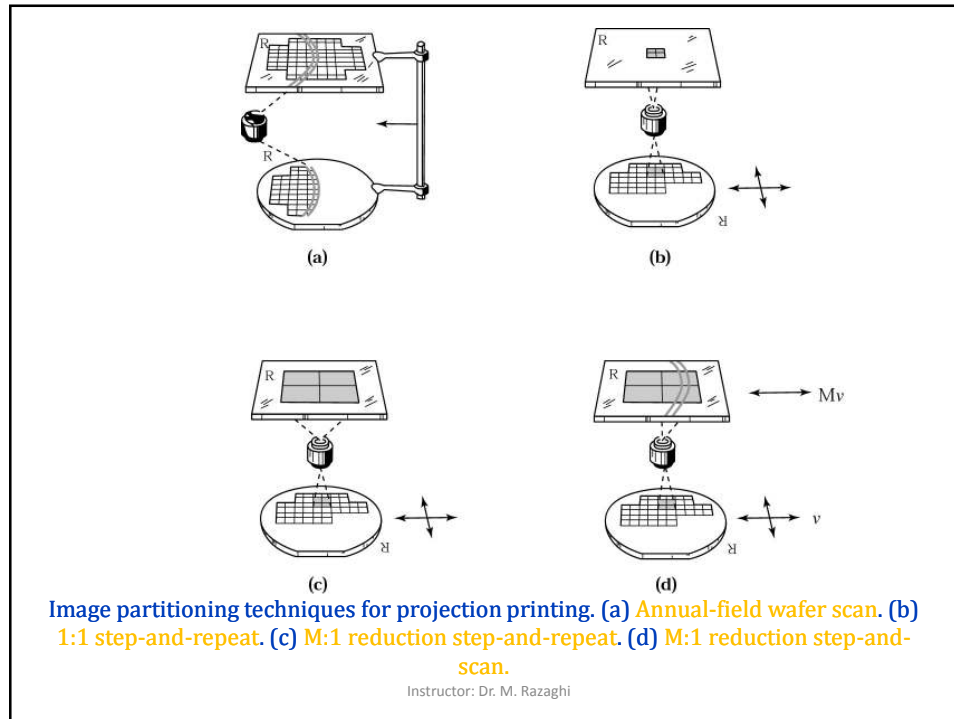 R
R
(a)
R
R
(b)
R
Mv
R
v
R
R
(c)
(d)
Image partitioning techniques for projection printing. (a) Annual-field wafer scan. (b)
1:1 step-and-repeat. (c) M:1 reduction step-and-repeat. (d) M:1 reduction step-and-
scan.
Instructor: Dr. M. Razaghi